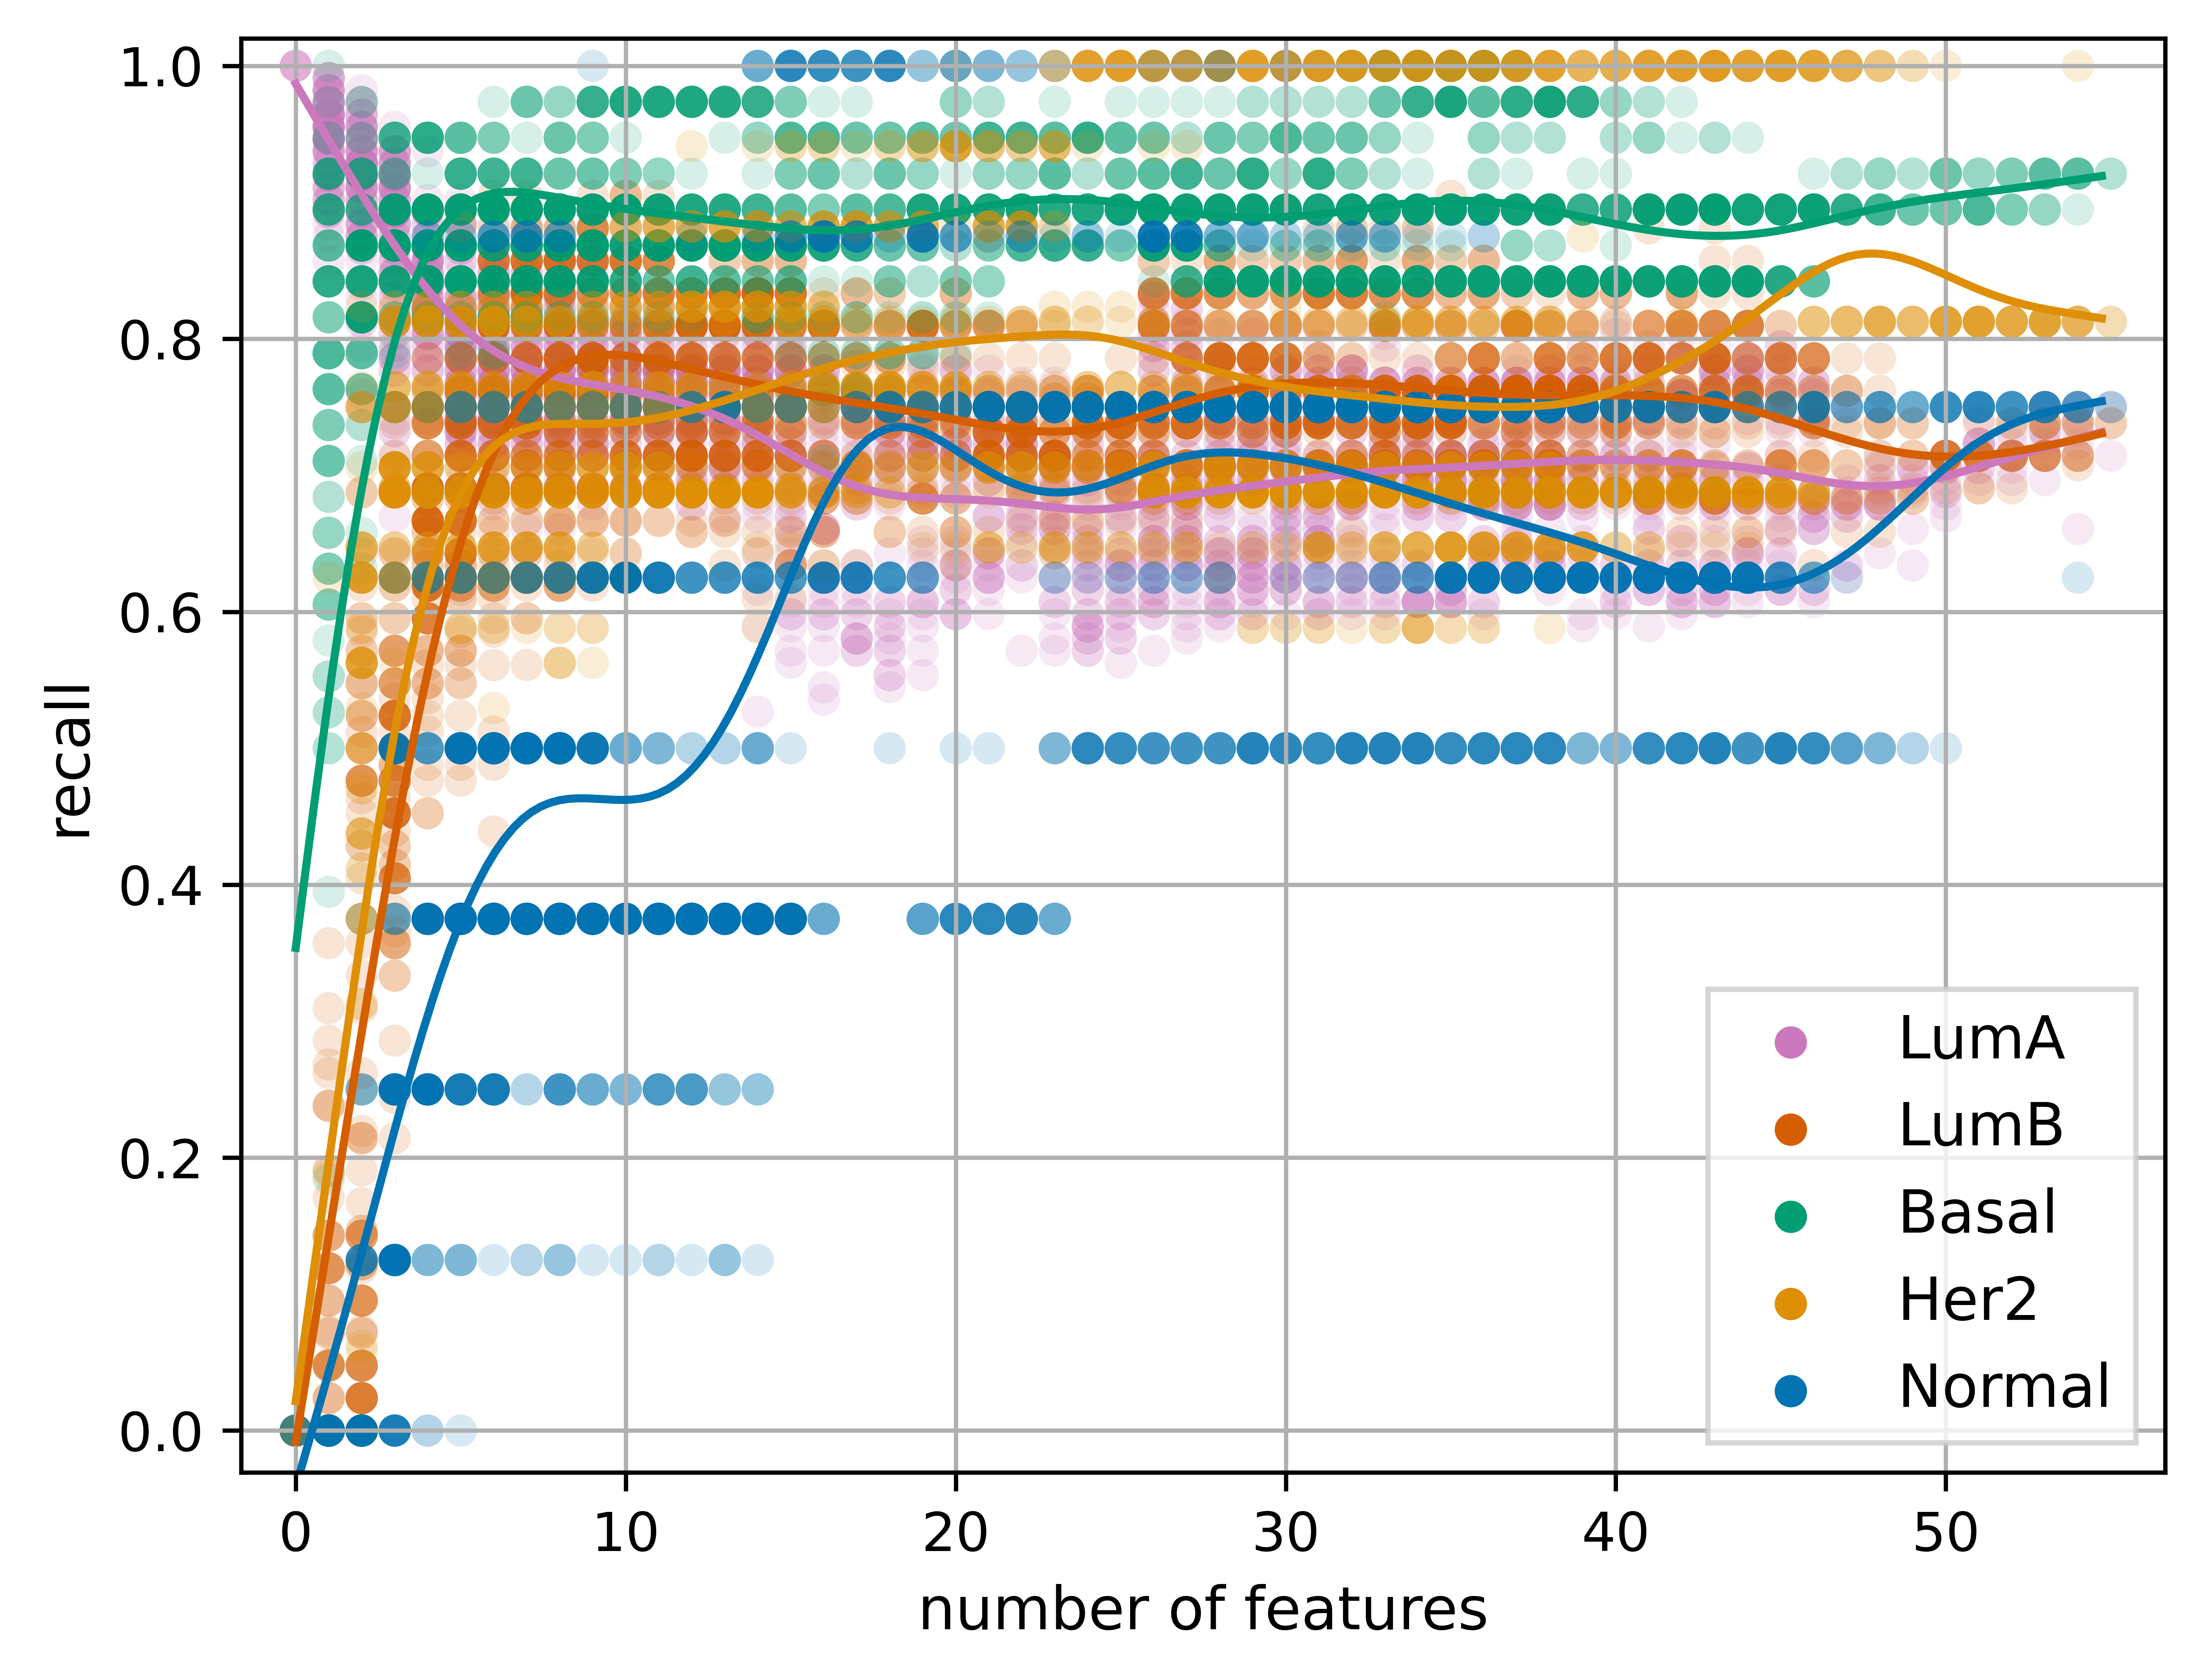 1.0
0.8
0.6
0.4
0.2
0.0
recall
0 10 20 30 40 50
number of features
LumA
LumB
Basal
Her2
Normal